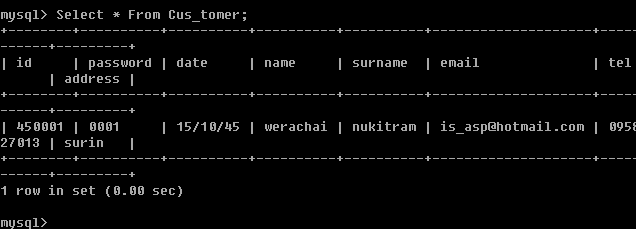 mysql> Select * From Cus_tomer;
+--------+----------+----------+----------+----------+--------------------+-----
------+---------+
| id     | password | date     | name     | surname  | email              | tel
      | address |
+--------+----------+----------+----------+----------+--------------------+-----
------+---------+
| 450001 | 0001     | 15/10/45 | werachai | nukitram | is_asp@hotmail.com | 0958
27013 | surin   |
+--------+----------+----------+----------+----------+--------------------+-----
------+---------+
1 row in set (0.00 sec)
mysql>